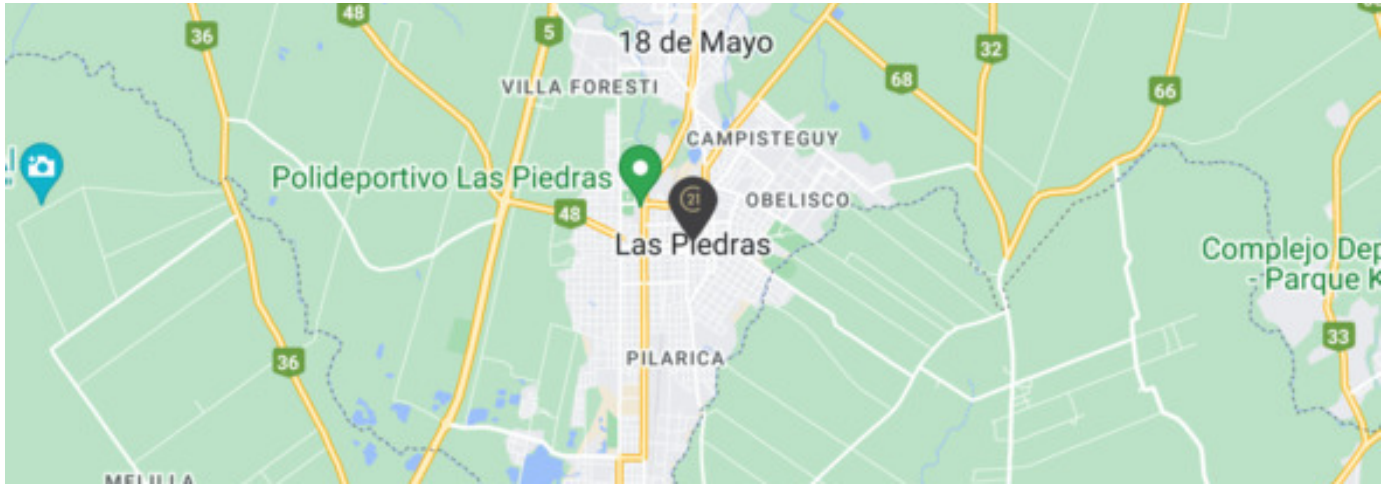 48
36
5
18 de Mayo
32
68
66
VILLA FORESTI
CAMPISTEGUY
Polideportivo Las Piedras
21
OBELISCO
48
Las Piedras
Complejo Dep
- Parque K
33
36
PILARICA
MELILLA